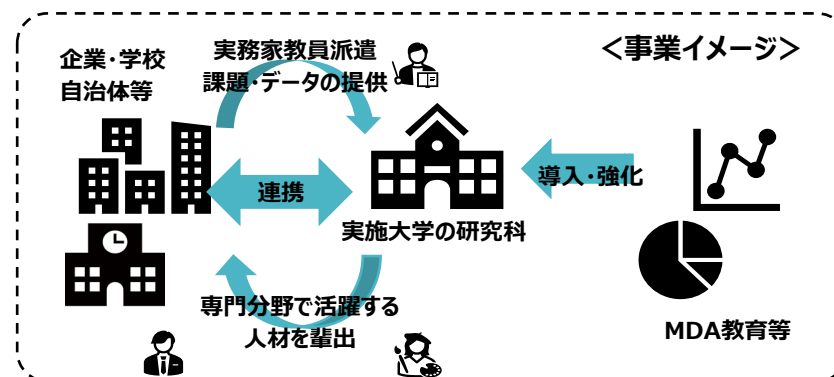 ＜事業イメージ＞
企業・学校
自治体等
実務家教員派遣
課題・データの提供
連携
実施大学の研究科
導入・強化
専門分野で活躍する
人材を輩出
MDA教育等